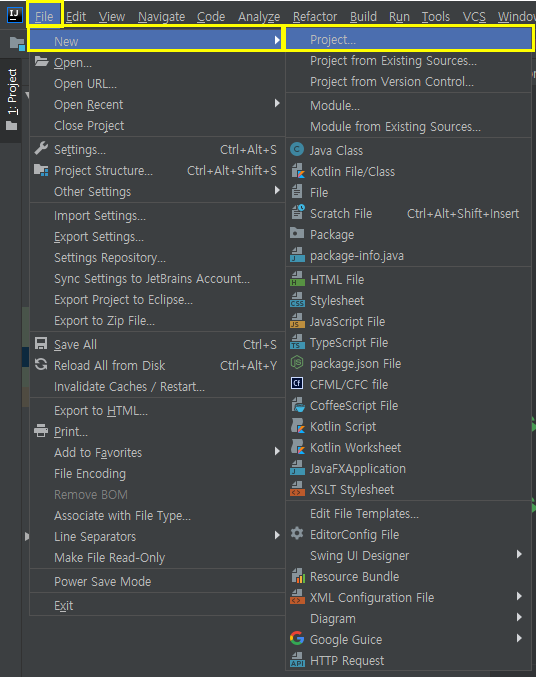 IJ File Edit View Navigate Code Analyze Refactor Build Run Tools VCS Window
1: Project
New
Open...
Open URL...
Open Recent
Close Project
Settings... Ctrl+Alt+S
Project Structure... Ctrl+Alt+Shift+S
Other Settings
Import Settings...
Export Settings...
Settings Repository...
Sync Settings to JetBrains Account...
Export Project to Eclipse...
Export to Zip File...
Save All Ctrl+S
Reload All from Disk Ctrl+Alt+Y
Invalidate Caches / Restart...
Export to HTML...
Print...
Add to Favorites
File Encoding
Remove BOM
Associate with File Type...
Line Separators
Make File Read-Only
Power Save Mode
Exit
Project...
Project from Existing Sources...
Project from Version Control...
Module...
Module from Existing Sources...
Java Class
Kotlin File/Class
File
Scratch File Ctrl+Alt+Shift+Insert
Package
package-info.java
HTML File
Stylesheet
JavaScript File
TypeScript File
package.json File
CFML/CFC file
CoffeeScript File
Kotlin Script
Kotlin Worksheet
JavaFXApplication
XSLT Stylesheet
Edit File Templates...
EditorConfig File
Swing UI Designer
Resource Bundle
XML Configuration File
Diagram
Google Guice
HTTP Request